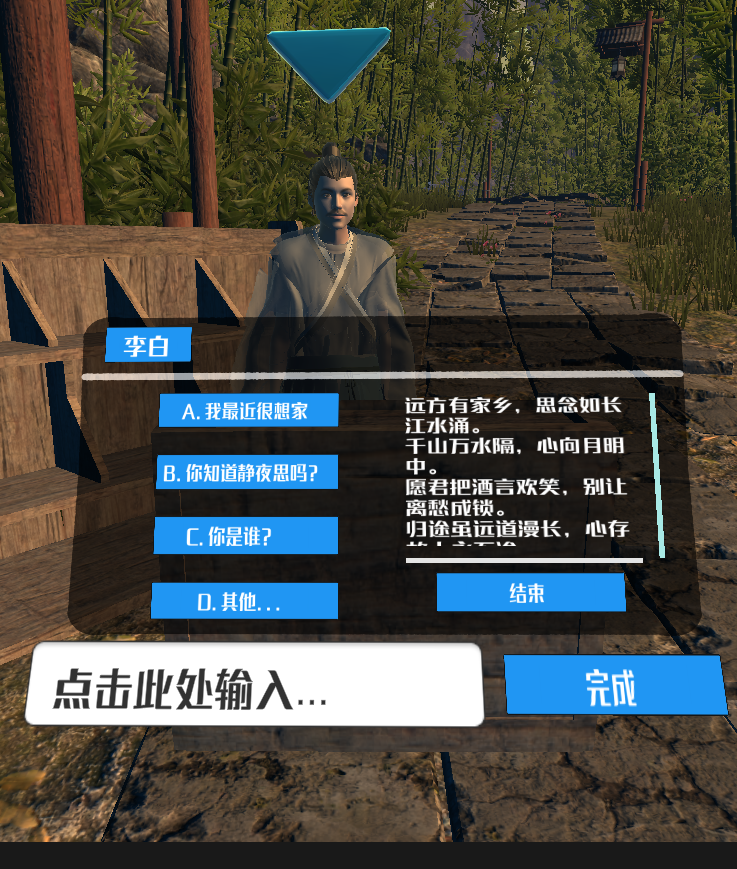 李白
A. 我最近很想家
B. 你知道静夜思吗?
C. 你是谁?
D. 其他...
远方有家乡，思念如长
江水涌。
千山万水隔，心向月明
中。
愿君把酒言欢笑，别让
离愁成锁。
归途虽远道漫长，心存
结束
点击此处输入...
完成